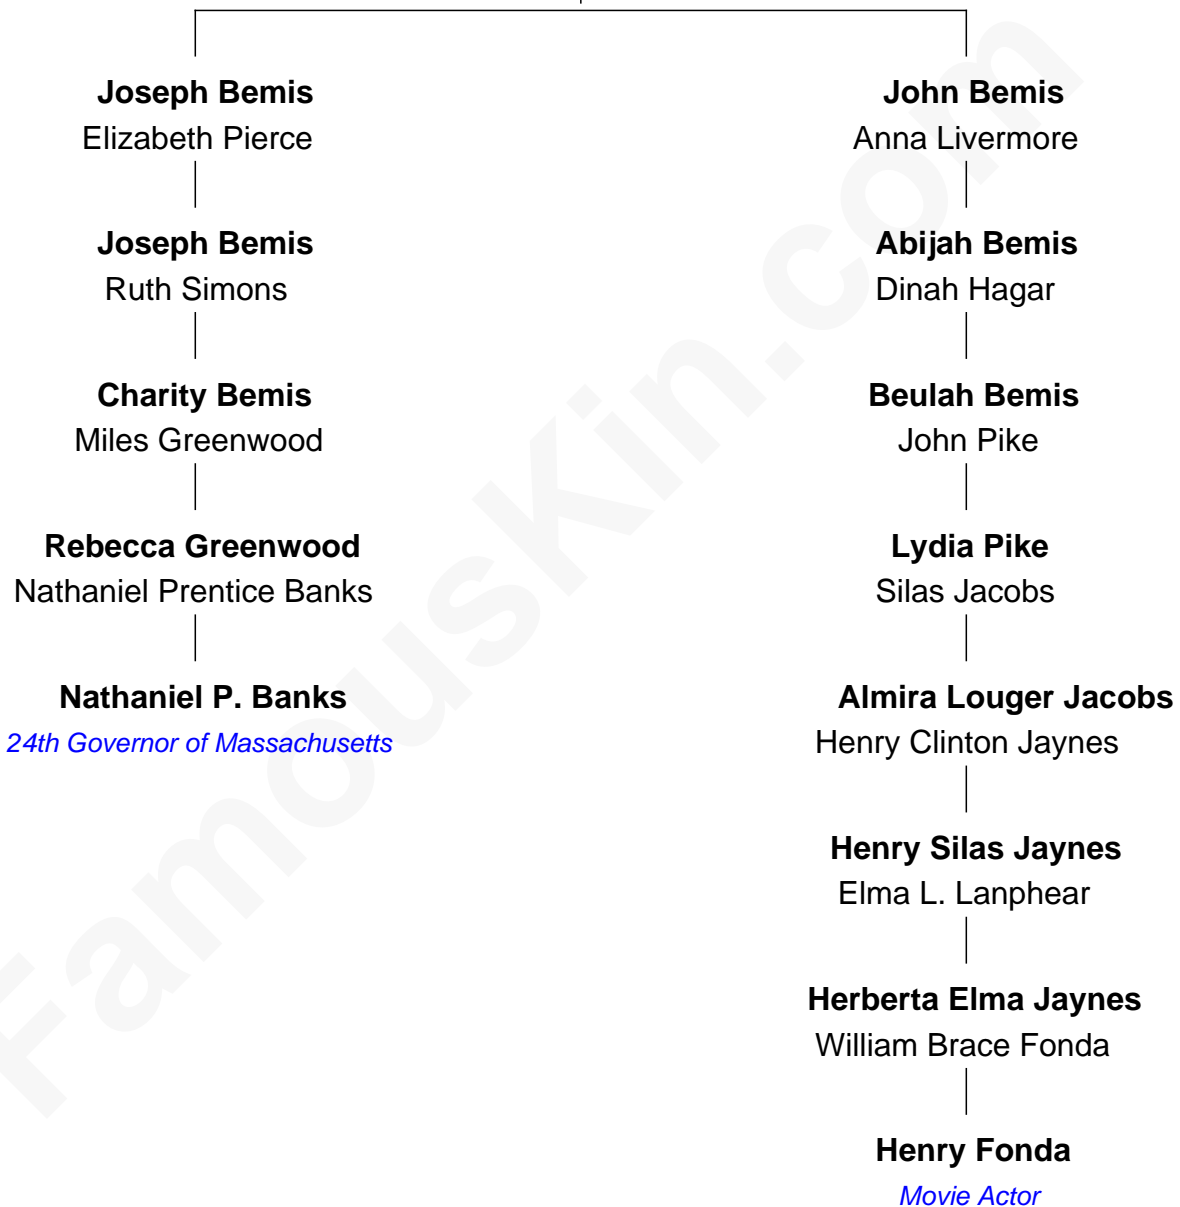 Joseph Bemis
Elizabeth Pierce
Joseph Bemis
Ruth Simons
Charity Bemis
Miles Greenwood
Rebecca Greenwood
Nathaniel Prentice Banks
Nathaniel P. Banks
24th Governor of Massachusetts
John Bemis
Anna Livermore
Abijah Bemis
Dinah Hagar
Beulah Bemis
John Pike
Lydia Pike
Silas Jacobs
Almira Louger Jacobs
Henry Clinton Jaynes
Henry Silas Jaynes
Elma L. Lanphear
Herberta Elma Jaynes
William Brace Fonda
Henry Fonda
Movie Actor
FamousKin.com